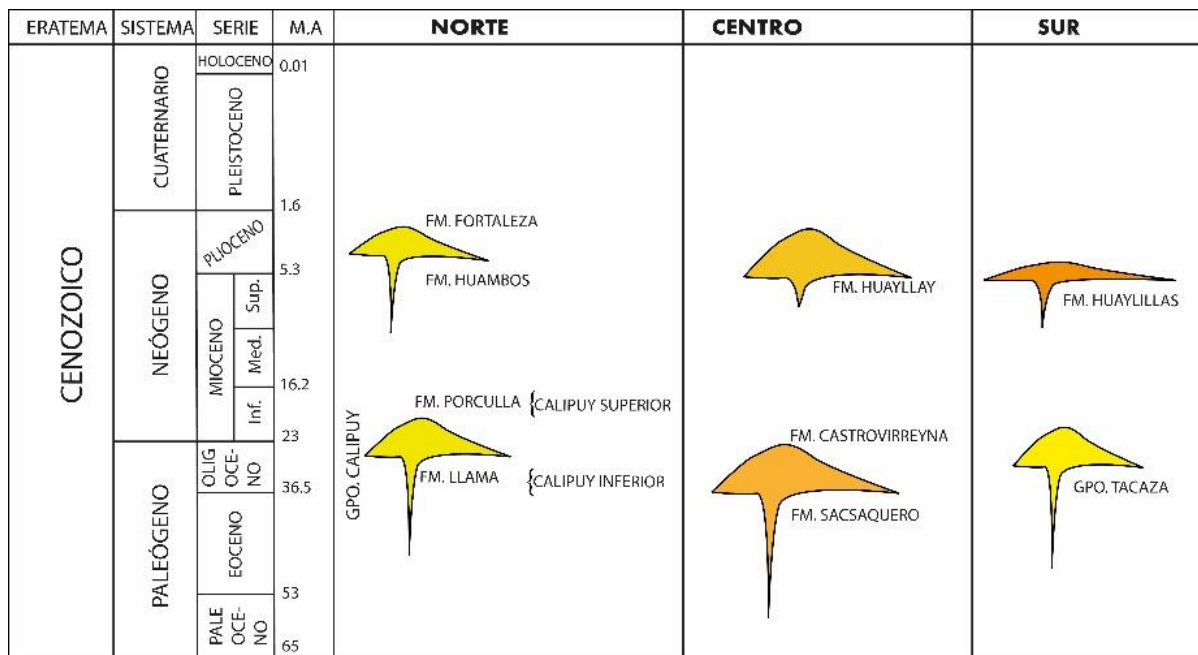 ERATEMA SISTEMA SERIE M.A NORTE CENTRO SUR
HOLOCENO 0.01
CUATERNARIO
PLEISTOCENO
1.6
FM. FORTALEZA
PLIOCENO
5.3
FM. HUAMBOS
FM. HUAYLLAY
FM. HUAYLILLAS
CENOZOICO
NEÓGENO
MIOCENO
Sup.
Med.
16.2
Inf.
FM. PORCULLA {CALIPUY SUPERIOR
23
FM. CASTROVIRREYNA
GPO. CALIPUY
OLIG
OCE-
NO
FM. LLAMA {CALIPUY INFERIOR
GPO. TACAZA
36.5
FM. SACSAQUERO
PALEÓGENO
EOCENO
53
PALE
OCE-
NO
65